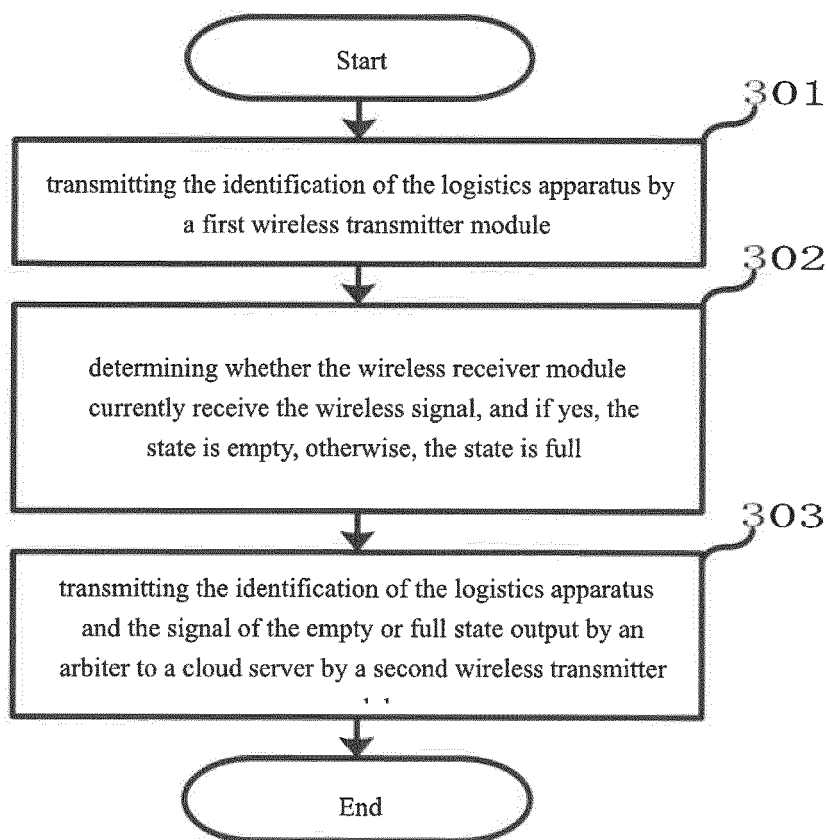 Start
301
transmitting the identification of the logistics apparatus by
a first wireless transmitter module
302
determining whether the wireless receiver module
currently receive the wireless signal, and if yes, the
state is empty, otherwise, the state is full
303
transmitting the identification of the logistics apparatus
and the signal of the empty or full state output by an
arbiter to a cloud server by a second wireless transmitter
End